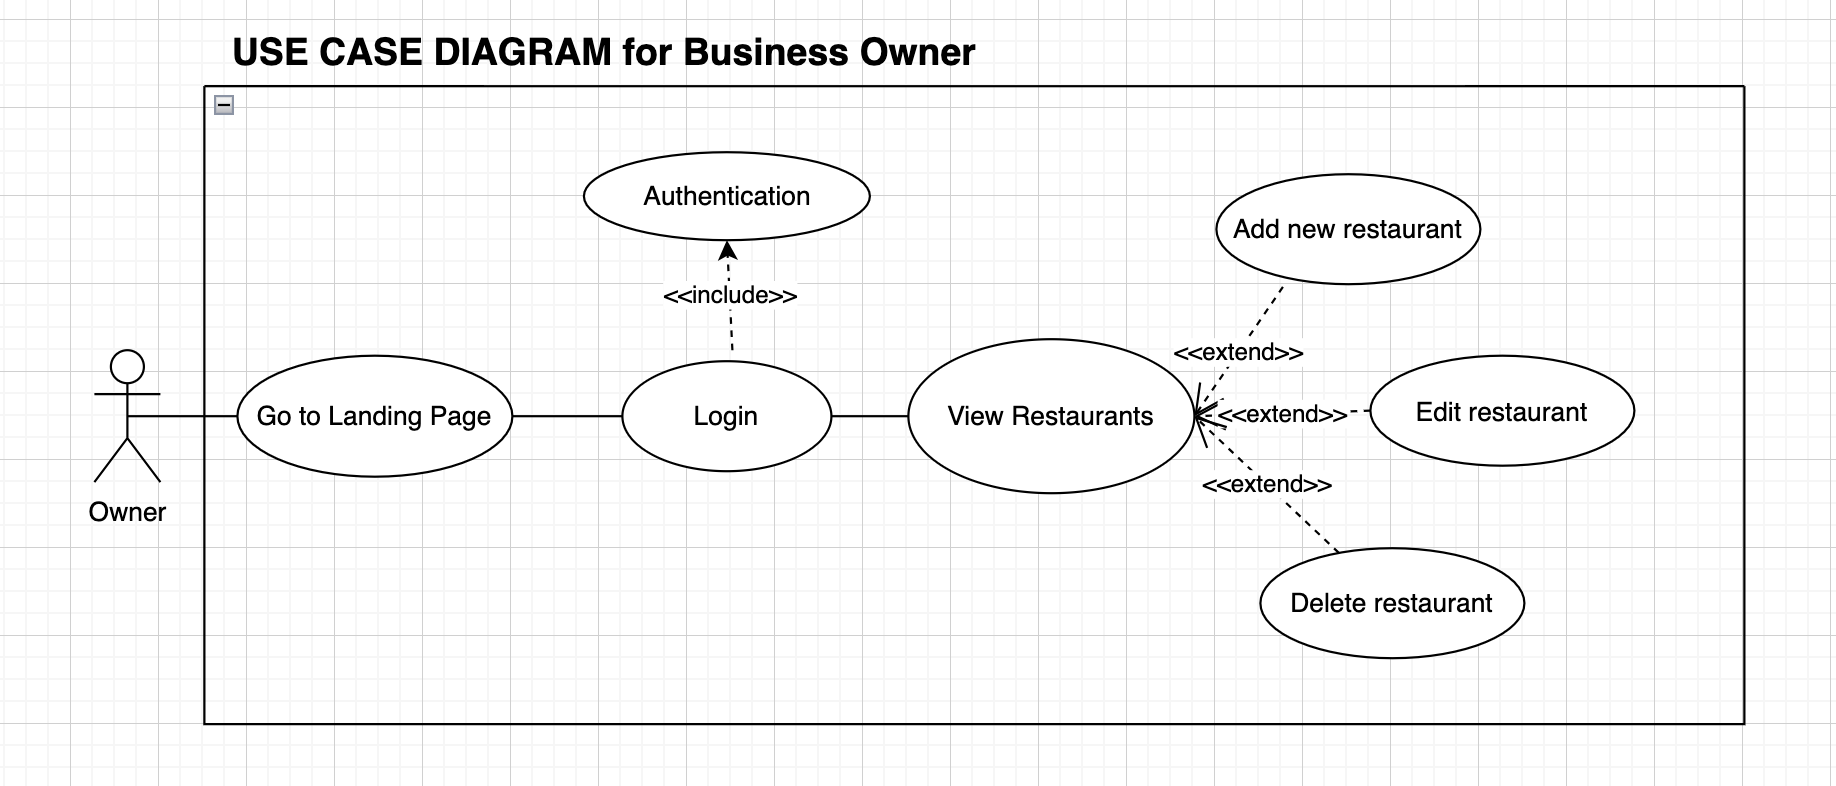 USE CASE DIAGRAM for Business Owner
Authentication
Add new restaurant
<<include>>
<<extend>>
Go to Landing Page
Login
View Restaurants
<<extend>>
Edit restaurant
<<extend>>
Owner
Delete restaurant